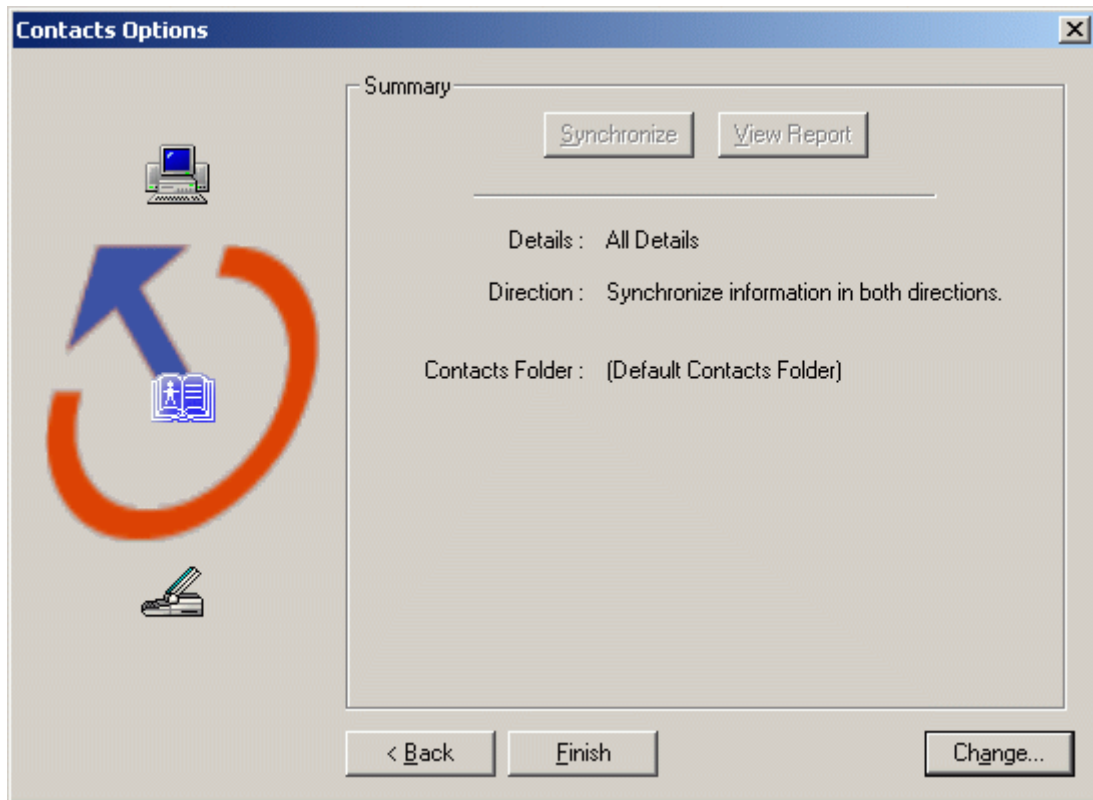 Contacts Options
Summary
Synchronize View Report
Details : All Details
Direction : Synchronize information in both directions.
Contacts Folder : (Default Contacts Folder)
< Back Finish Change...